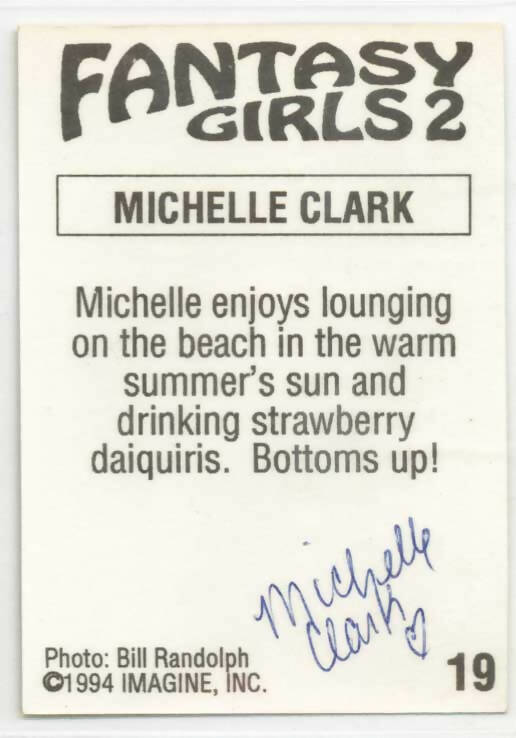 FANTASY
GIRLS 2
MICHELLE CLARK
Michelle enjoys lounging
on the beach in the warm
summer's sun and
drinking strawberry
daiquiris.  Bottoms up!
Michelle
Clark
Photo: Bill Randolph
©1994 IMAGINE, INC.
19